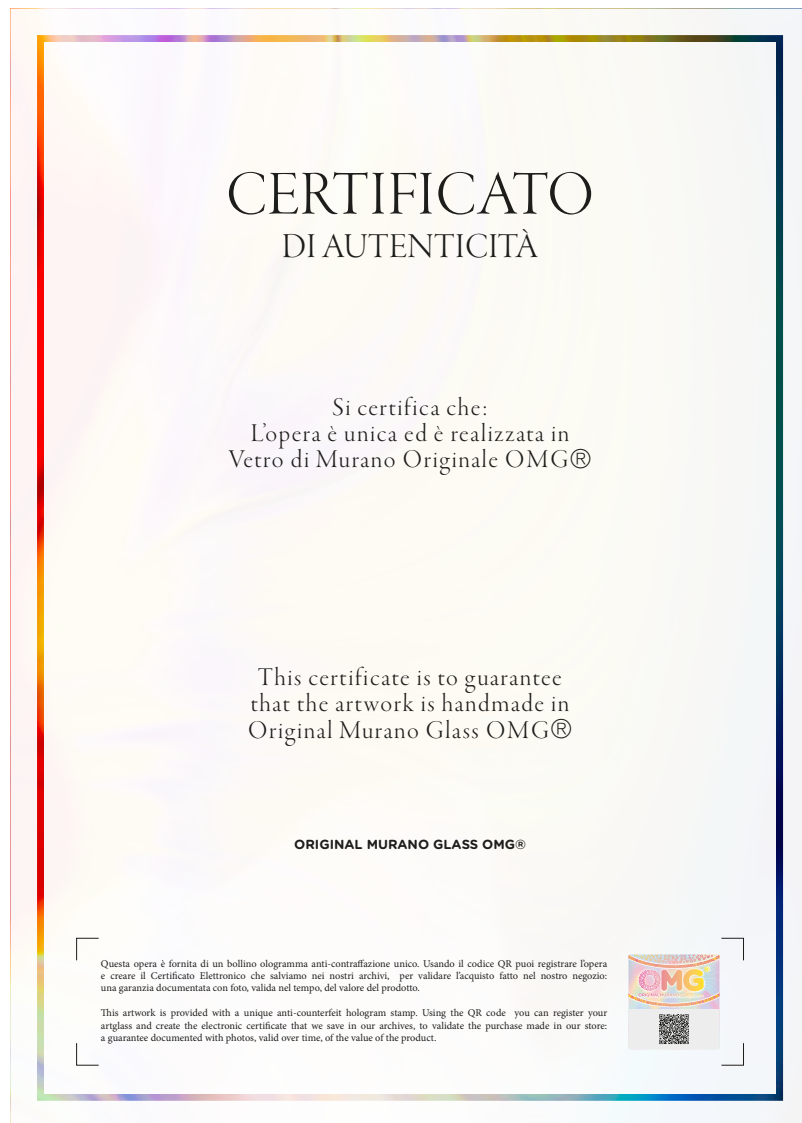 CERTIFICATO
DI AUTENTICITÀ
Si certifica che:
L’opera è unica ed è realizzata in
Vetro di Murano Originale OMG®
This certificate is to guarantee
that the artwork is handmade in
Original Murano Glass OMG®
ORIGINAL MURANO GLASS OMG®
Questa opera è fornita di un bollino ologramma anti-contraffazione unico. Usando il codice QR puoi registrare l’opera
e creare il Certificato Elettronico che salviamo nei nostri archivi, per validare l’acquisto fatto nel nostro negozio:
una garanzia documentata con foto, valida nel tempo, del valore del prodotto.
This artwork is provided with a unique anti-counterfeit hologram stamp. Using the QR code you can register your
artglass and create the electronic certificate that we save in our archives, to validate the purchase made in our store:
a guarantee documented with photos, valid over time, of the value of the product.
OMG